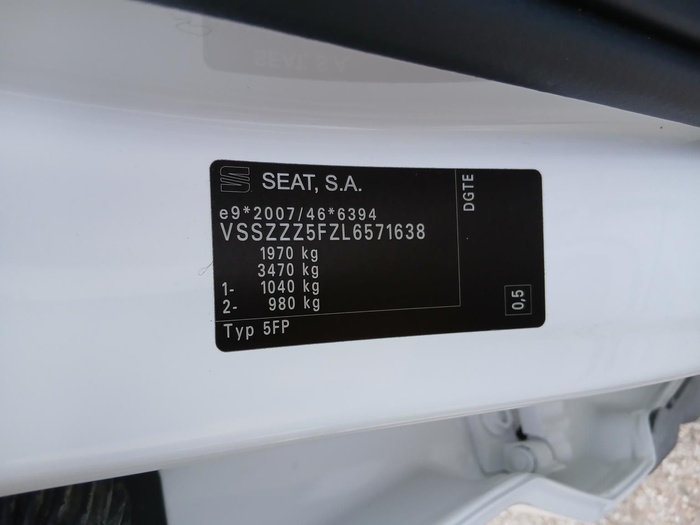 SEAT, S.A.
e9*2007/46*6394
VSSZZZ5FZL6571638
1970 kg
3470 kg
1- 1040 kg
2- 980 kg
Typ 5FP
DGTE
0,5